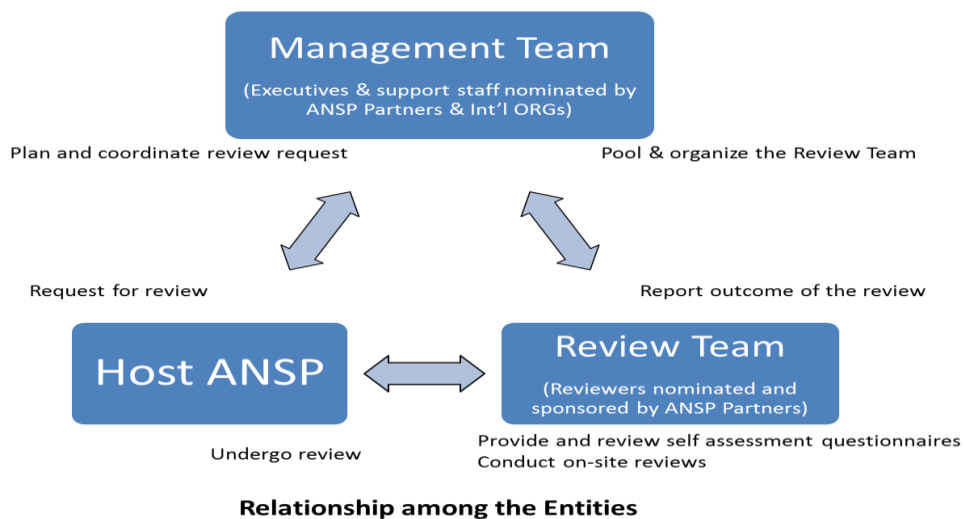 Management Team
(Executives & support staff nominated by
ANSP Partners & Int'l ORGs)
Plan and coordinate review request
Pool & organize the Review Team
Request for review
Report outcome of the review
Host ANSP
Review Team
(Reviewers nominated and
sponsored by ANSP Partners)
Undergo review
Provide and review self assessment questionnaires
Conduct on-site reviews
Relationship among the Entities